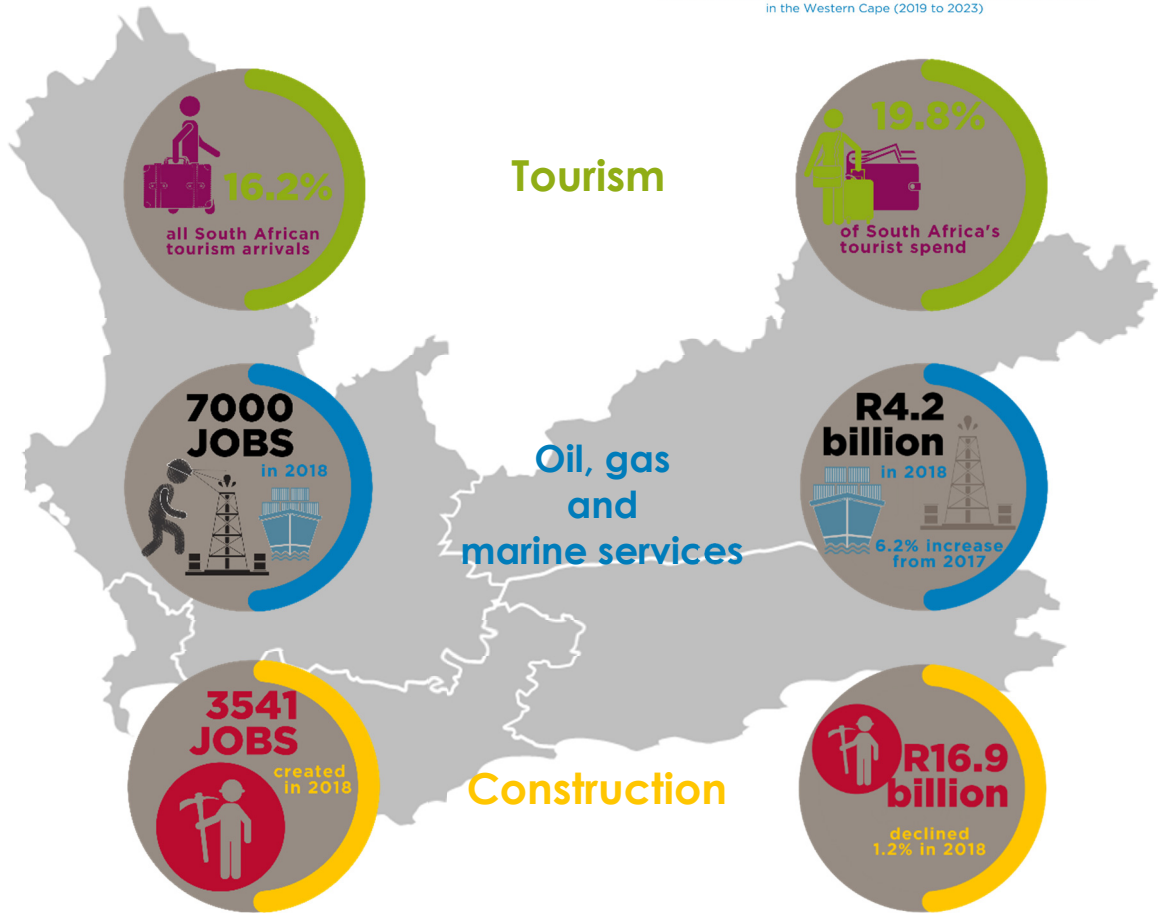 in the Western Cape (2019 to 2023)
16.2%
all South African
tourism arrivals
Tourism
19.8%
of South Africa's
tourist spend
7000
JOBS
in 2018
Oil, gas
and
marine services
R4.2
billion
in 2018
6.2% increase
from 2017
3541
JOBS
created
in 2018
Construction
R16.9
billion
declined
1.2% in 2018